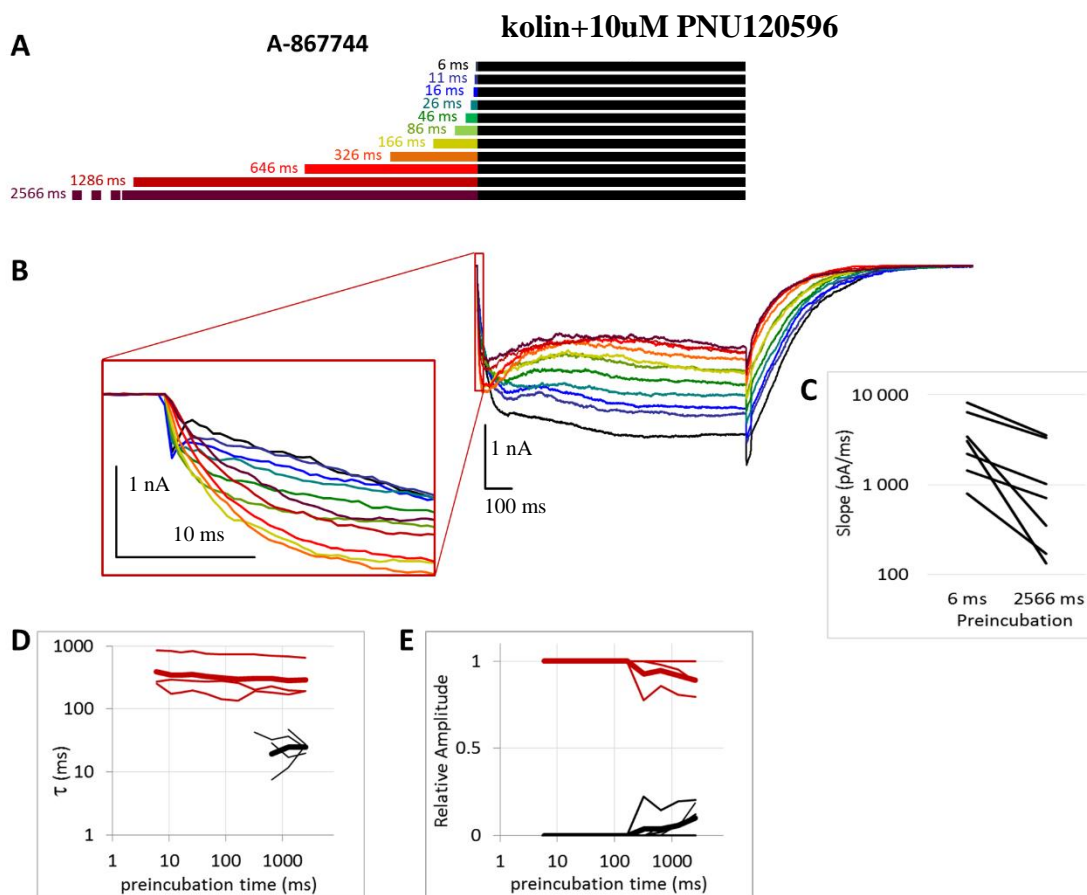 A
A-867744
kolin+10uM PNU120596
6 ms
11 ms
16 ms
26 ms
46 ms
86 ms
166 ms
326 ms
646 ms
1286 ms
2566 ms
B
1 nA
10 ms
1 nA
100 ms
C
10 000
1 000
100
Slope (pA/ms)
6 ms 2566 ms
Preincubation
D
1000
100
10
1
τ (ms)
1 10 100 1000
preincubation time (ms)
E
1
0.5
0
Relative Amplitude
1 10 100 1000
preincubation time (ms)